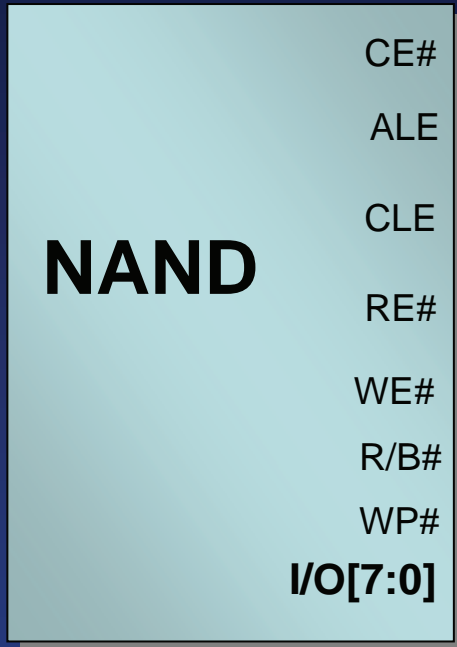 CE#
ALE
CLE
NAND
RE#
WE#
R/B#
WP#
I/O[7:0]